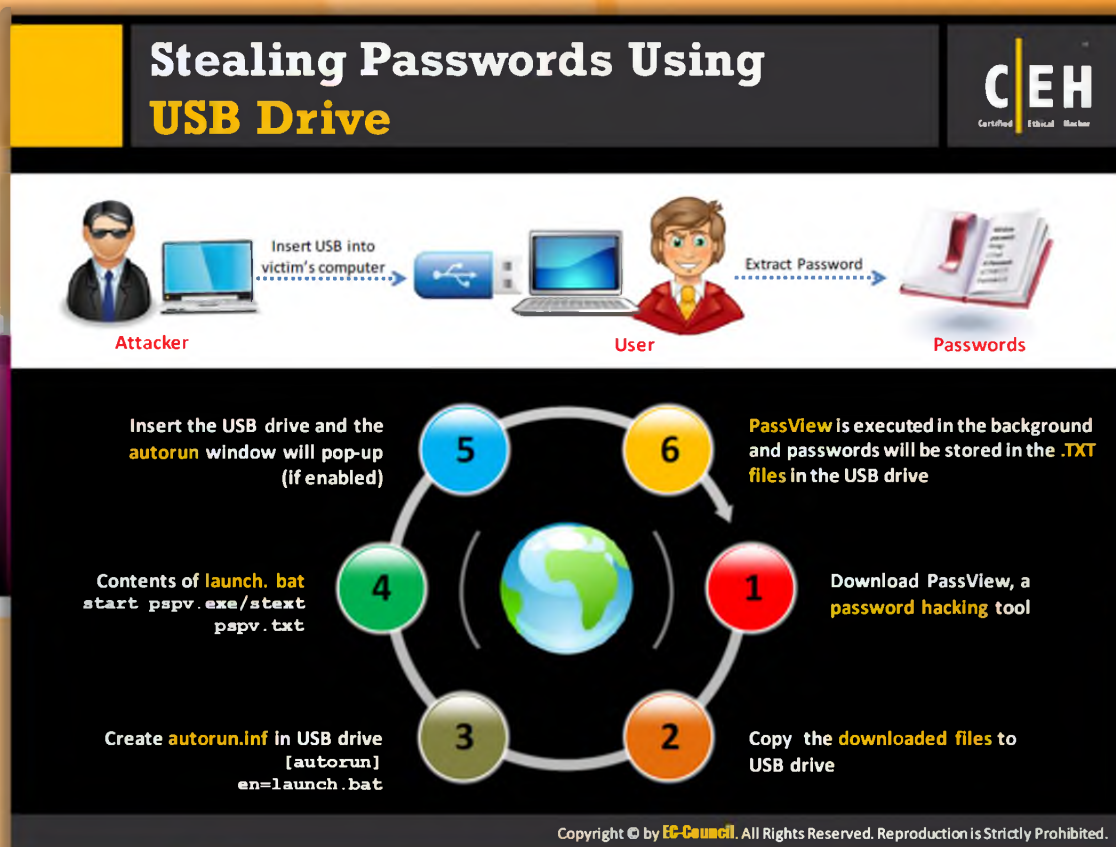 Stealing Passwords Using
USB Drive
CEH
Certified Ethical Hacker
Insert USB into
victim's computer
Extract Password
Attacker
User
Passwords
Insert the USB drive and the
autorun window will pop-up
(if enabled)
5
6
PassView is executed in the background
and passwords will be stored in the .TXT
files in the USB drive
Contents of launch. bat
start pspv.exe/stext
pspv.txt
4
1
Download PassView, a
password hacking tool
Create autorun.inf in USB drive
[autorun]
en=launch.bat
3
2
Copy the downloaded files to
USB drive
Copyright © by EC-Council. All Rights Reserved. Reproduction is Strictly Prohibited.